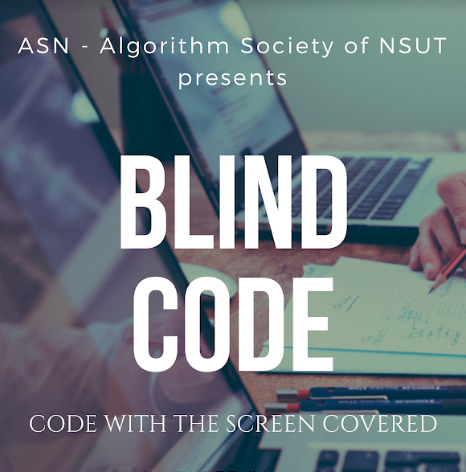 ASN - Algorithm Society of NSUT
presents
BLIND
CODE
CODE WITH THE SCREEN COVERED